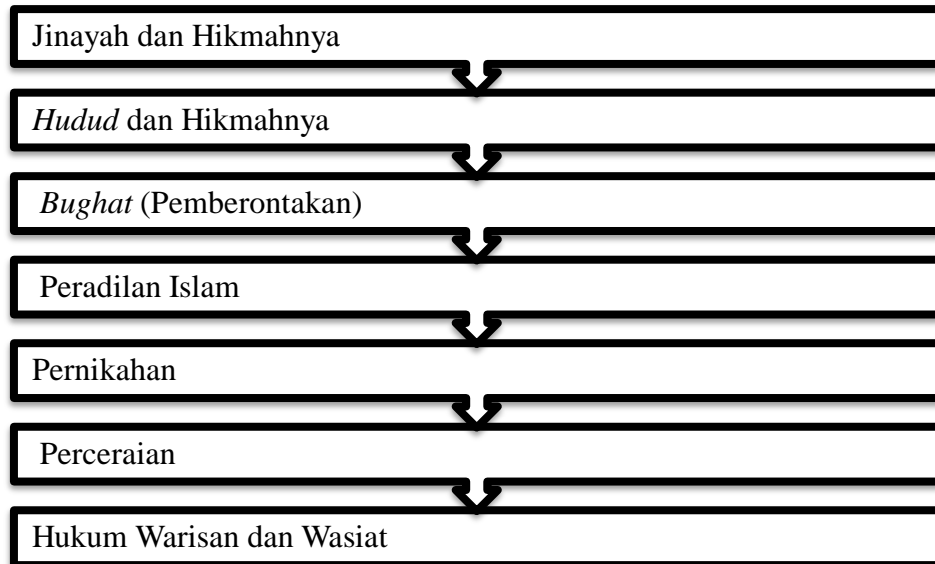 Jinayah dan Hikmahnya
Hudud dan Hikmahnya
Bughat (Pemberontakan)
Peradilan Islam
Pernikahan
Perceraian
Hukum Warisan dan Wasiat